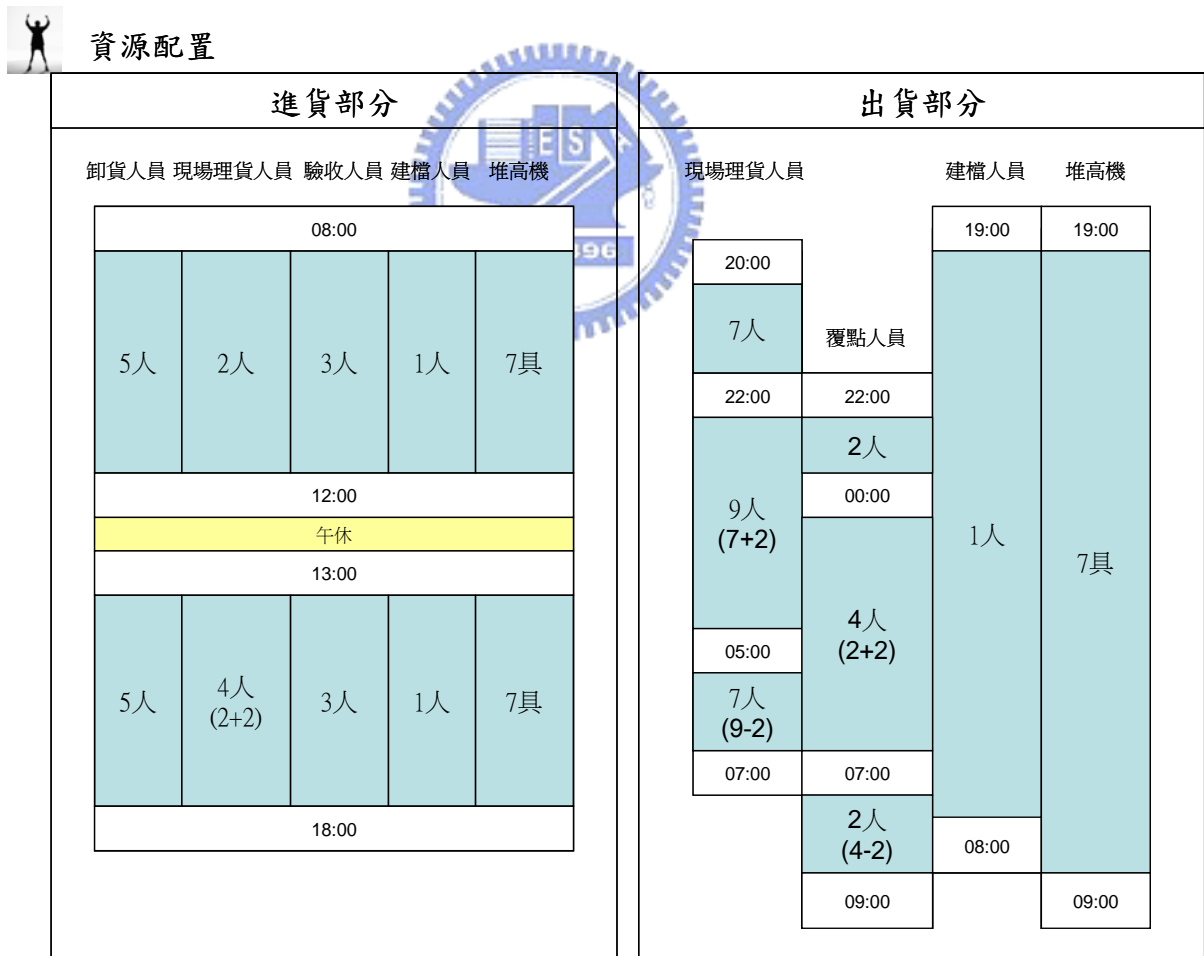 資源配置
進貨部分
卸貨人員 現場理貨人員 驗收人員 建檔人員 堆高機
08:00
5人 2人 3人 1人 7具
12:00
午休
13:00
5人 4人 3人 1人 7具
(2+2)
18:00
出貨部分
現場理貨人員 建檔人員 堆高機
19:00 19:00
20:00
7人
覆點人員
22:00 22:00
2人
00:00
9人
(7+2)
1人
7具
4人
(2+2)
05:00
7人
(9-2)
07:00 07:00
2人
(4-2)
08:00
09:00 09:00
ES
896